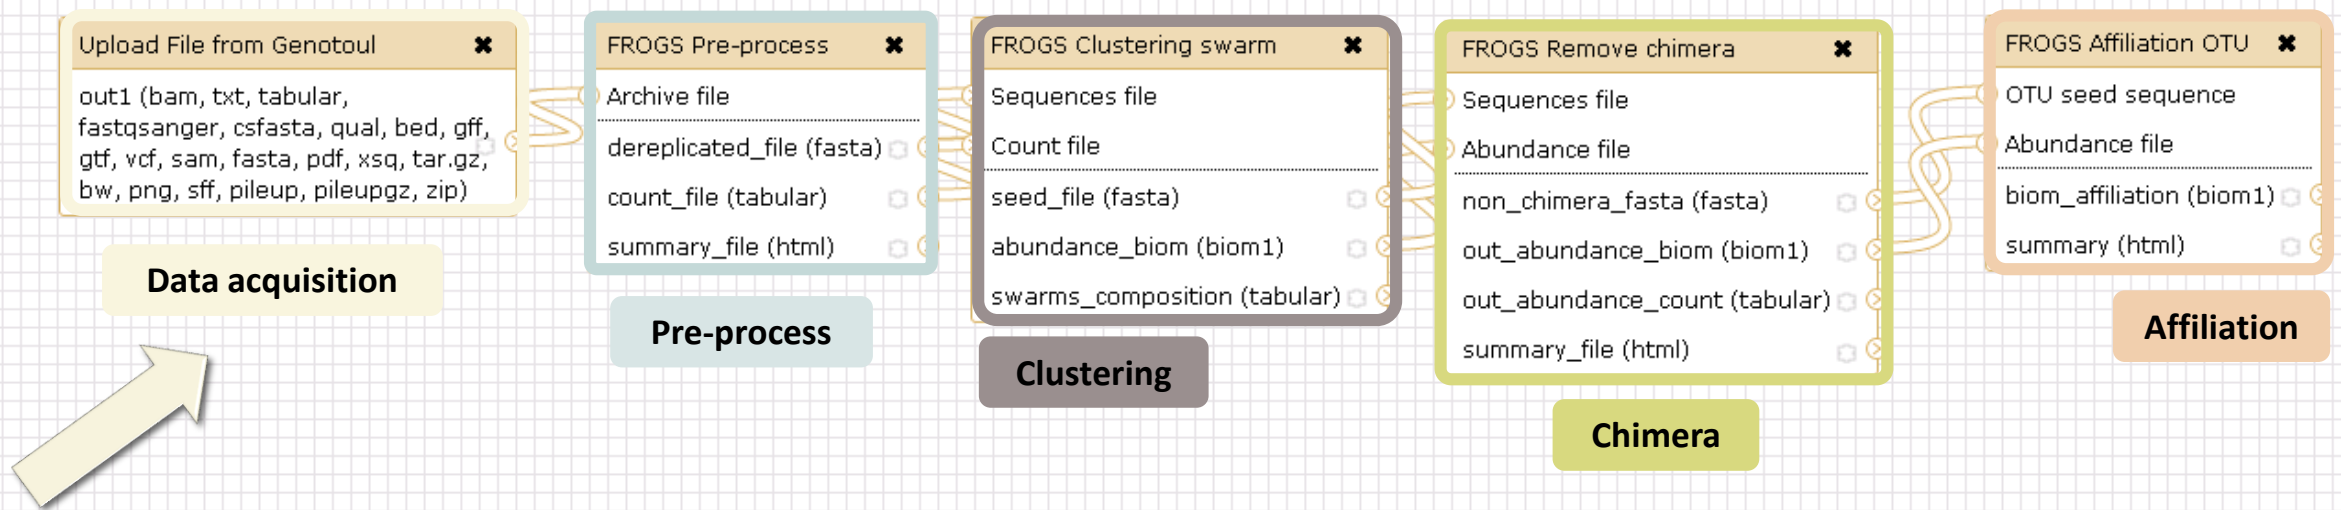 Upload File from Genotoul
out1 (bam, txt, tabular,
fastqsanger, csfasta, qual, bed, gff,
gtf, vcf, sam, fasta, pdf, xsq, tar.gz,
bw, png, sff, pileup, pileupgz, zip)
Data acquisition
FROGS Pre-process
Archive file
dereplicated_file (fasta)
count_file (tabular)
summary_file (html)
Pre-process
FROGS Clustering swarm
Sequences file
Count file
seed_file (fasta)
abundance_biom (biom1)
swarms_composition (tabular)
Clustering
FROGS Remove chimera
Sequences file
Abundance file
non_chimera_fasta (fasta)
out_abundance_biom (biom1)
out_abundance_count (tabular)
summary_file (html)
Chimera
FROGS Affiliation OTU
OTU seed sequence
Abundance file
biom_affiliation (biom1)
summary (html)
Affiliation